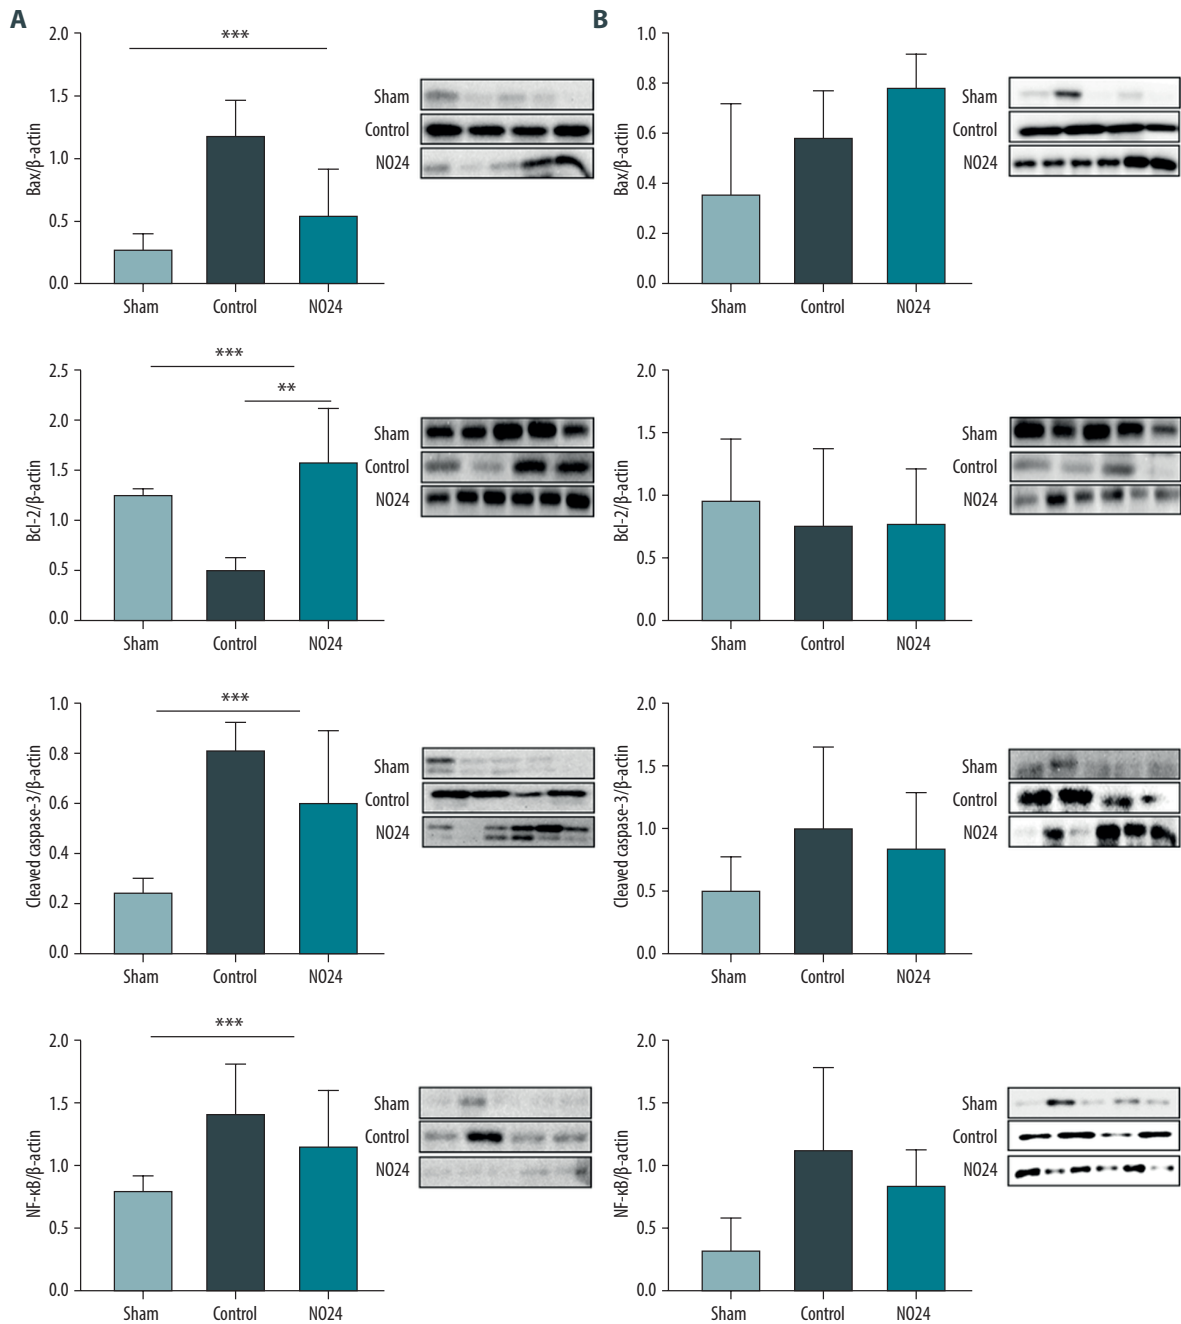 A
2.0
1.5
1.0
0.5
0.0
Bax/β-actin
***
Sham
Control
NO24
Sham
Control
NO24
B
1.0
0.8
0.6
0.4
0.2
0.0
Bax/β-actin
Sham
Control
NO24
Sham
Control
NO24
2.5
2.0
1.5
1.0
0.5
0.0
Bcl-2/β-actin
***
**
Sham
Control
NO24
Sham
Control
NO24
2.0
1.5
1.0
0.5
0.0
Bcl-2/β-actin
Sham
Control
NO24
Sham
Control
NO24
1.0
0.8
0.6
0.4
0.2
0.0
Cleaved caspase-3/β-actin
***
Sham
Control
NO24
Sham
Control
NO24
2.0
1.5
1.0
0.5
0.0
Cleaved caspase-3/β-actin
Sham
Control
NO24
Sham
Control
NO24
2.0
1.5
1.0
0.5
0.0
NF-κB/β-actin
***
Sham
Control
NO24
Sham
Control
NO24
2.0
1.5
1.0
0.5
0.0
NF-κB/β-actin
Sham
Control
NO24
Sham
Control
NO24